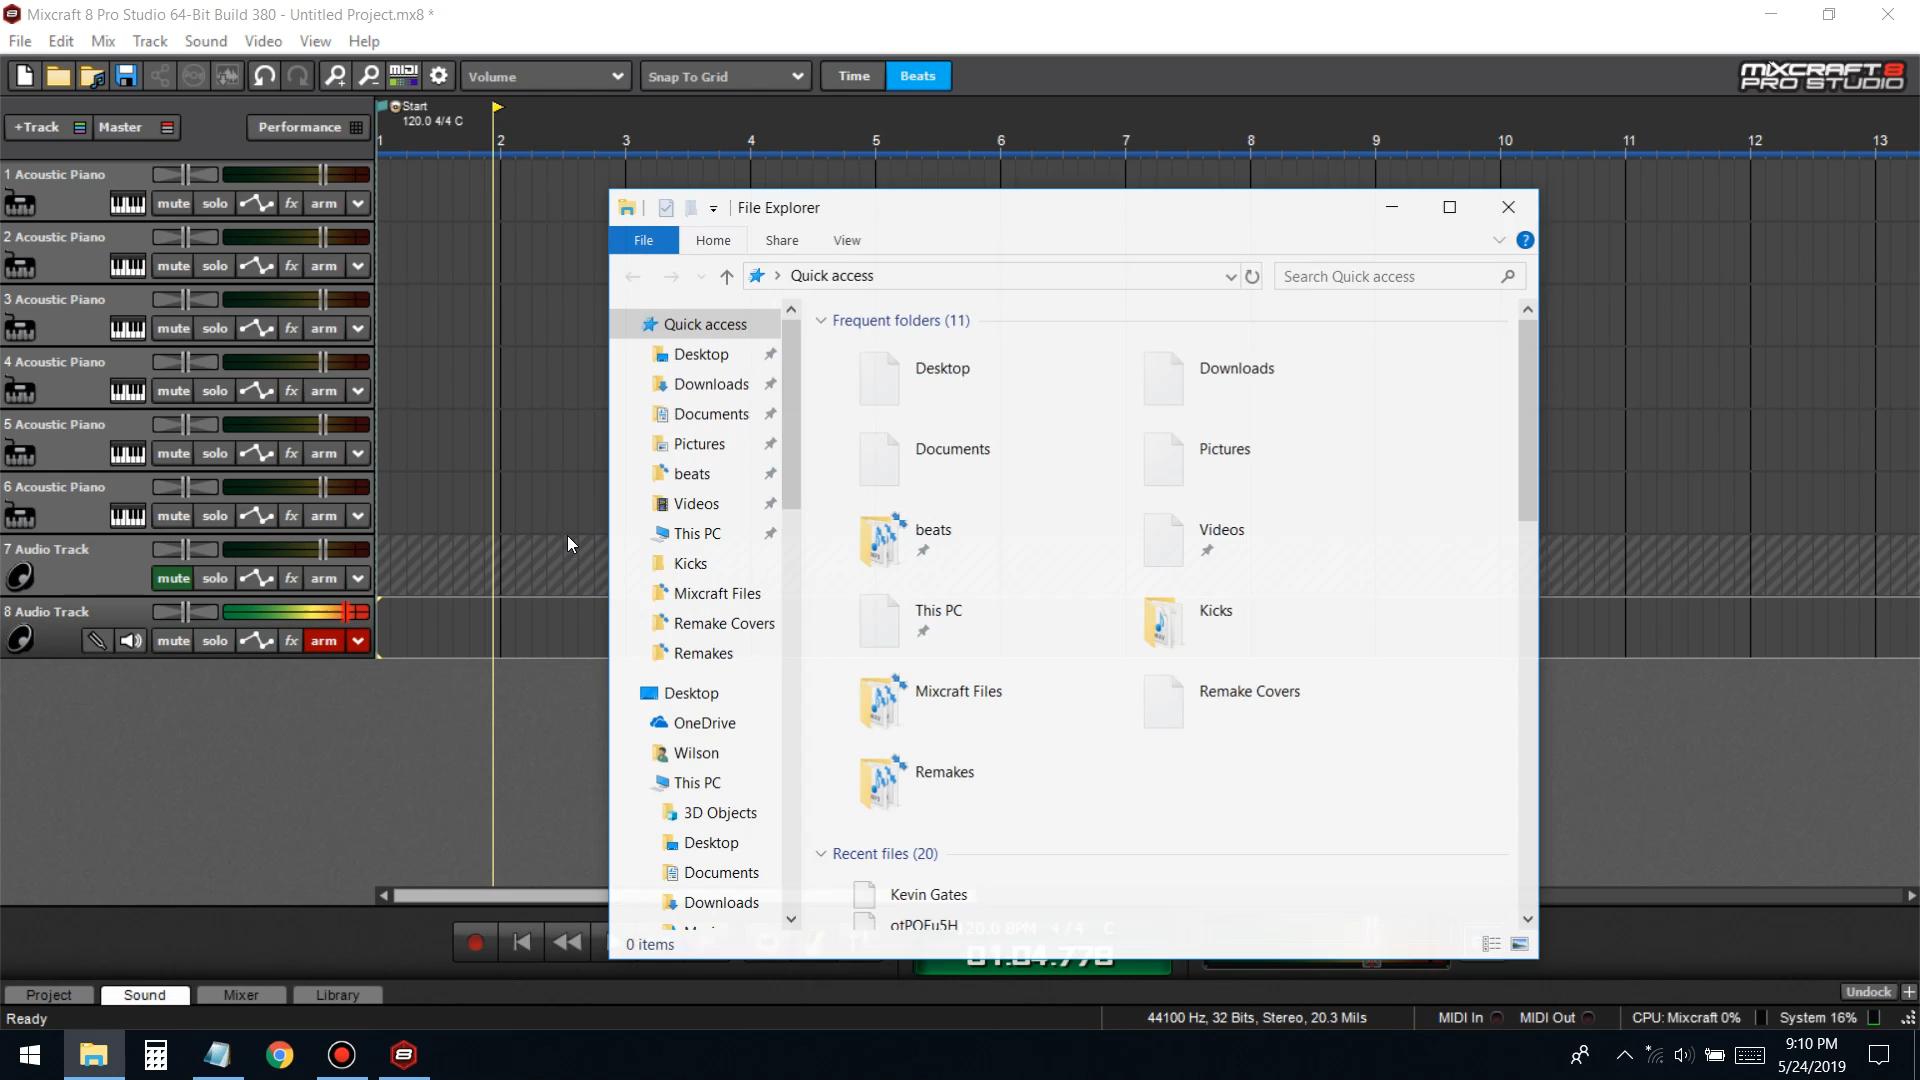 Mixcraft 8 Pro Studio 64-Bit Build 380 - Untitled Project.mx8 *
File Edit Mix Track Sound Video View Help
MIDI Volume Snap To Grid Time Beats
MIXCRAFT 8
PRO STUDIO
Start
120.0 4/4 C
+Track Master Performance
1 2 3 4 5 6 7 8 9 10 11 12 13
1 Acoustic Piano
mute solo fx arm
2 Acoustic Piano
mute solo fx arm
3 Acoustic Piano
mute solo fx arm
4 Acoustic Piano
mute solo fx arm
5 Acoustic Piano
mute solo fx arm
6 Acoustic Piano
mute solo fx arm
7 Audio Track
mute solo fx arm
8 Audio Track
mute solo fx arm
File Explorer
File Home Share View
Quick access
Search Quick access
Quick access
Desktop
Downloads
Documents
Pictures
beats
Videos
This PC
Kicks
Mixcraft Files
Remake Covers
Remakes
Desktop
OneDrive
Wilson
This PC
3D Objects
Desktop
Documents
Downloads
Frequent folders (11)
Desktop Downloads
Documents Pictures
beats Videos
This PC Kicks
Mixcraft Files Remake Covers
Remakes
Recent files (20)
Kevin Gates
0 items
120.0 BPM 4 / 4 C
01:04.778
Project Sound Mixer Library
Undock
Ready
44100 Hz, 32 Bits, Stereo, 20.3 Mils MIDI In MIDI Out CPU: Mixcraft 0% System 16%
9:10 PM
5/24/2019